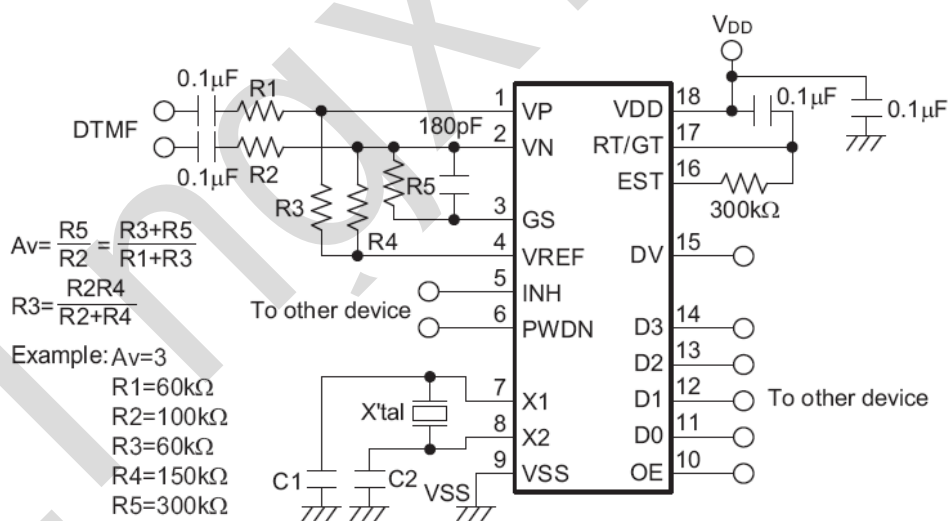 VDD
0.1µF
R1
DTMF
0.1µF
R2
180pF
R5
R3
R4
1 VP
2 VN
3 GS
4 VREF
5 INH
6 PWDN
7 X1
8 X2
9 VSS
VDD 18
RT/GT 17
EST 16
DV 15
D3 14
D2 13
D1 12
D0 11
OE 10
0.1µF
0.1µF
300kΩ
To other device
To other device
X'tal
C1
C2
VSS
Av=R5/R2=R3+R5/R1+R3
R3=R2R4/R2+R4
Example: Av=3
R1=60kΩ
R2=100kΩ
R3=60kΩ
R4=150kΩ
R5=300kΩ